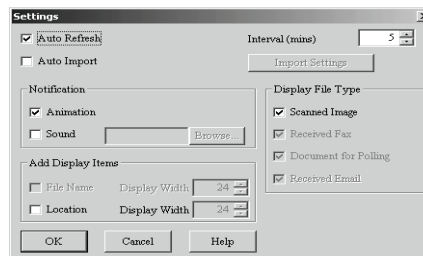 Settings
Auto Refresh
Interval (mins) 5
Auto Import
Import Settings
Notification
Animation
Sound Browse...
Display File Type
Scanned Image
Received Fax
Document for Polling
Received Email
Add Display Items
File Name Display Width 24
Location Display Width 24
OK Cancel Help